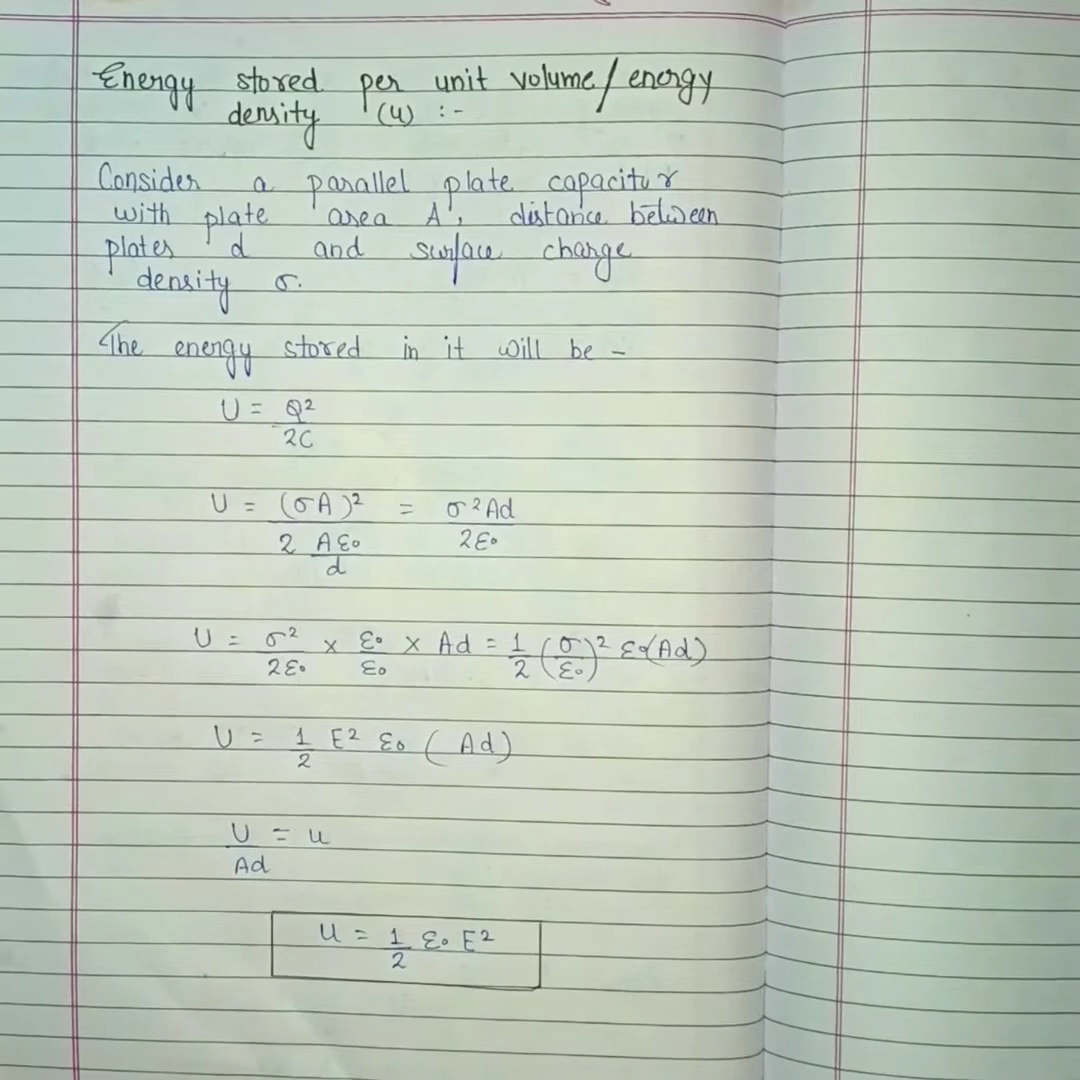 Energy stored per unit volume/energy
density (u) :-
Consider a parallel plate capacitor
with plate area A, distance between
plates d and surface charge
density σ.
The energy stored in it will be -
U = Q²/2C
U = (σA)²/(2 Aε₀/d) = σ²Ad/2ε₀
U = σ²/2ε₀ × ε₀/ε₀ × Ad = 1/2 (σ/ε₀)² ε₀(Ad)
U = 1/2 E² ε₀ (Ad)
U/Ad = u
u = 1/2 ε₀ E²